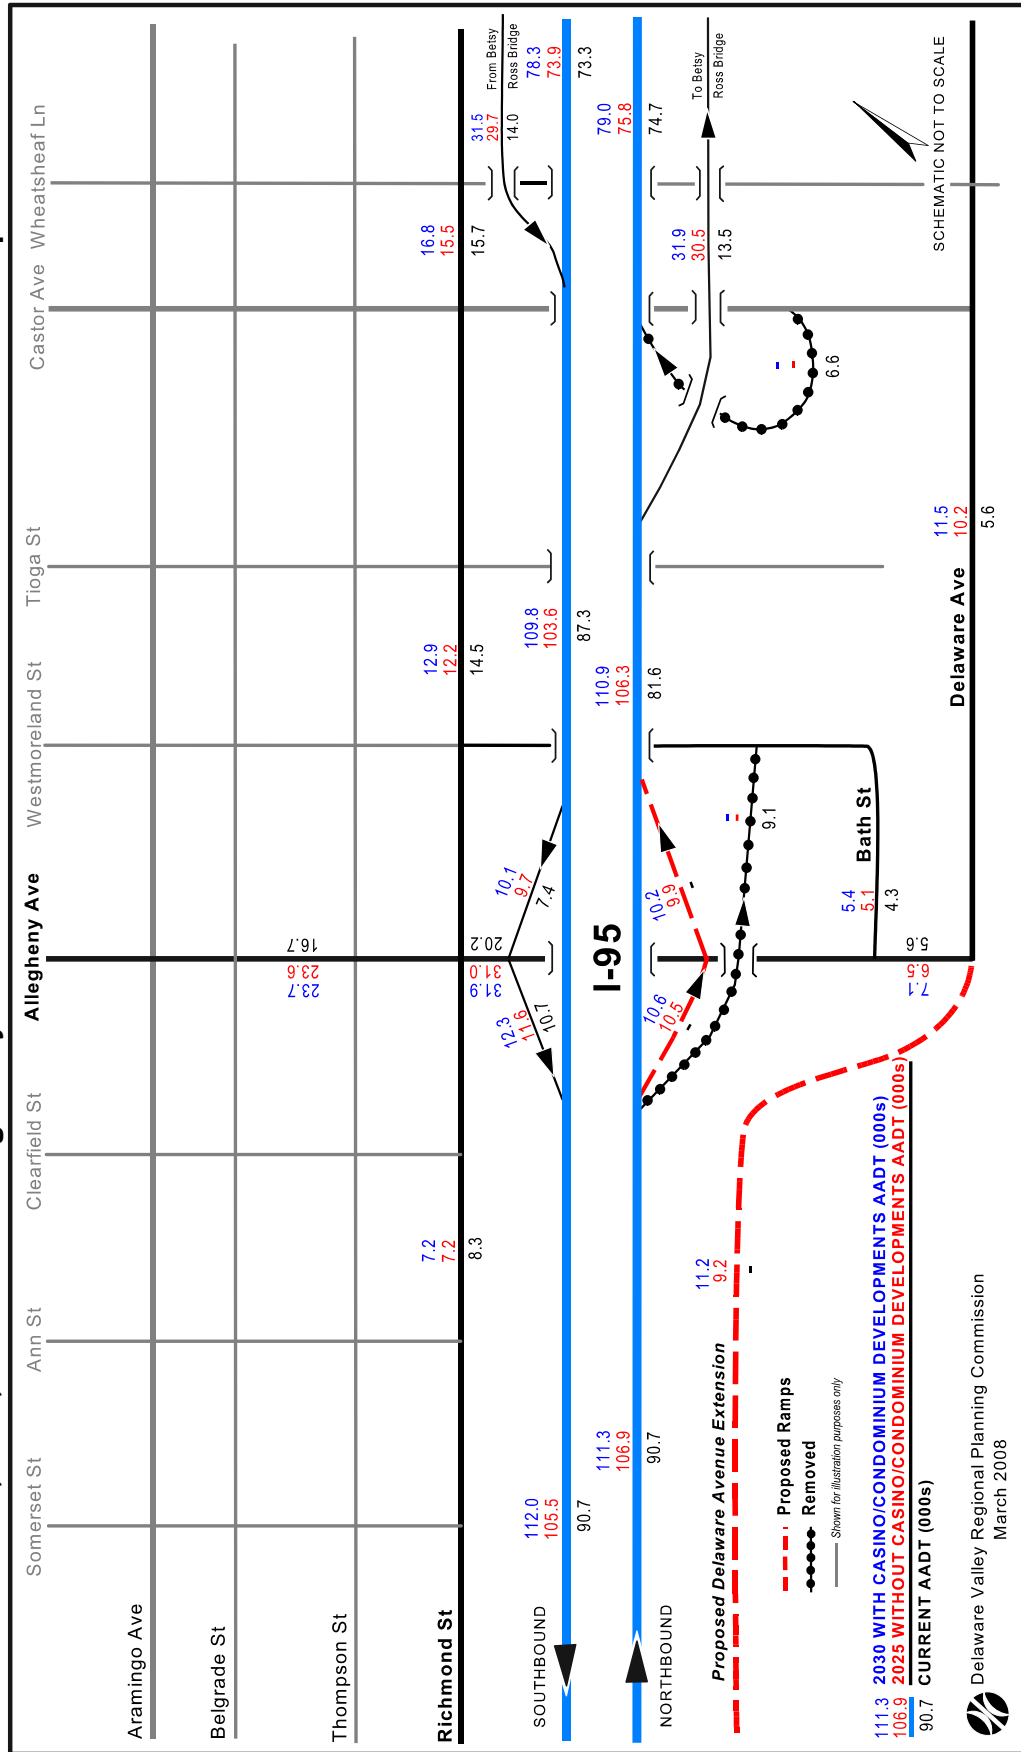 Somerset St
Ann St
Clearfield St
Allegheny Ave
Westmoreland St
Tioga St
Castor Ave
Wheatsheaf Ln
Aramingo Ave
Belgrade St
Thompson St
Richmond St
23.7
23.6
16.7
7.2
7.2
8.3
31.9
31.0
20.2
12.9
12.2
14.5
16.8
15.5
15.7
31.5
29.7
14.0
From Betsy
Ross Bridge
12.3
11.6
10.7
10.1
9.7
7.4
SOUTHBOUND
112.0
105.5
90.7
109.8
103.6
87.3
78.3
73.9
73.3
I-95
NORTHBOUND
111.3
106.9
90.7
110.9
106.3
81.6
79.0
75.8
74.7
10.6
10.5
-
10.2
9.9
-
31.9
30.5
13.5
To Betsy
Ross Bridge
Proposed Delaware Avenue Extension
11.2
9.2
-
-
-
9.1
-
-
6.6
Proposed Ramps
Removed
Shown for illustration purposes only
Bath St
5.4
5.1
4.3
7.1
6.5
5.6
Delaware Ave
11.5
10.2
5.6
SCHEMATIC NOT TO SCALE
111.3 2030 WITH CASINO/CONDOMINIUM DEVELOPMENTS AADT (000s)
106.9 2025 WITHOUT CASINO/CONDOMINIUM DEVELOPMENTS AADT (000s)
90.7 CURRENT AADT (000s)
Delaware Valley Regional Planning Commission
March 2008